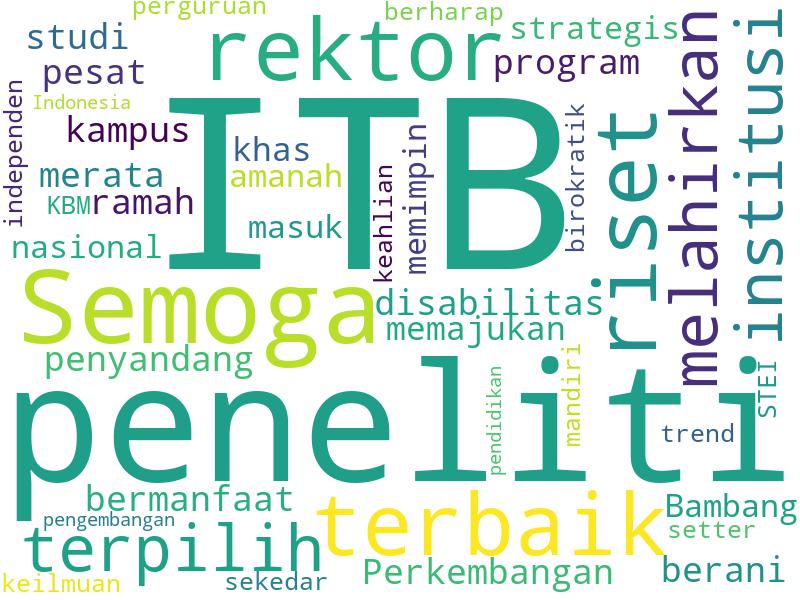 perguruan
berharap
studi
rektor
strategis
pesat
program
Indonesia
ITB
kampus
khas
merata
amanah
KBM
ramah
masuk
nasional
independen
keahlian
memimpin
birokratik
riset
melahirkan
institusi
Semoga
disabilitas
memajukan
penyandang
peneliti
pendidikan
mandiri
STEI
trend
bermanfaat
terbaik
Bambang
pengembangan
setter
terpilih
Perkembangan
berani
keilmuan
sekedar